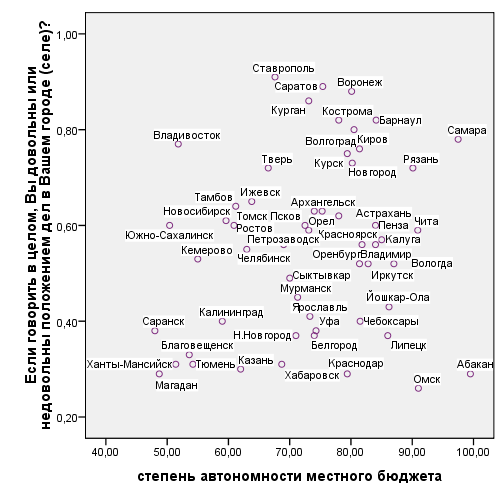 Если говорить в целом, Вы довольны или
недовольны положением дел в Вашем городе (селе)?
1,00
0,80
0,60
0,40
0,20
Ставрополь
Саратов
Воронеж
Курган
Кострома
Барнаул
Владивосток
Самара
Волгоград
Киров
Тверь
Курск
Рязань
Новгород
Ижевск
Тамбов
Архангельск
Новосибирск
Томск
Псков
Астрахань
Орел
Пенза
Чита
Южно-Сахалинск
Ростов
Красноярск
Калуга
Петрозаводск
Кемерово
Челябинск
Оренбург
Владимир
Вологда
Сыктывкар
Иркутск
Мурманск
Йошкар-Ола
Ярославль
Калининград
Саранск
Уфа
Чебоксары
Н.Новгород
Благовещенск
Белгород
Липецк
Ханты-Мансийск
Тюмень
Казань
Краснодар
Абакан
Магадан
Хабаровск
Омск
40,00 50,00 60,00 70,00 80,00 90,00 100,00
степень автономности местного бюджета